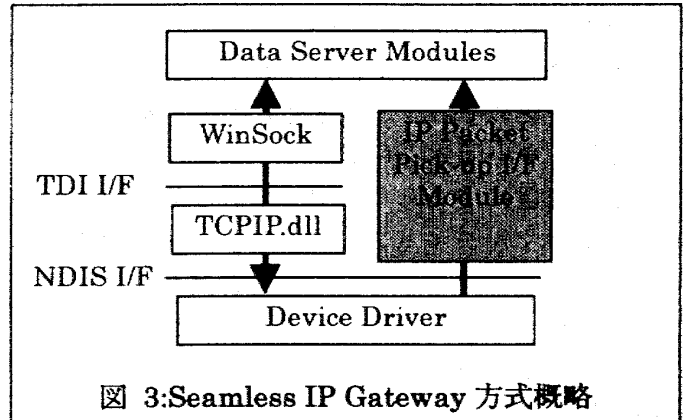 Data Server Modules
WinSock
IP Packet
Pick-up I/F
Module
TDI I/F
TCPIP.dll
NDIS I/F
Device Driver
図 3:Seamless IP Gateway 方式概略